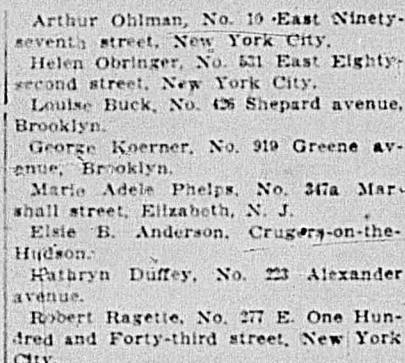 Arthur Ohlman, No. 10 East Ninety-
seventh street, New York City.
Helen Obringer, No. 531 East Eighty-
second street, New York City.
Louise Buck, No. 426 Shepard avenue,
Brooklyn.
George Koerner, No. 919 Greene av-
enue, Brooklyn.
Marie Adele Phelps, No. 347a Mar-
shall street, Elizabeth, N. J.
Elsie B. Anderson, Crugers-on-the-
Hudson.
Kathryn Duffey, No. 223 Alexander
avenue.
Robert Ragette, No. 277 E. One Hun-
dred and Forty-third street, New York
City.